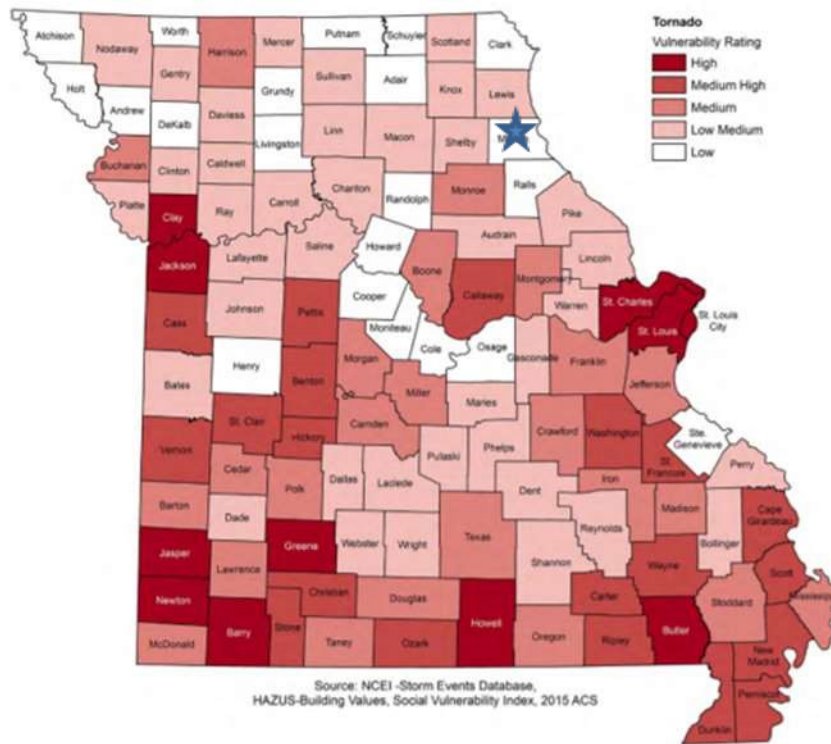 Tornado
Vulnerability Rating
High
Medium High
Medium
Low Medium
Low
Atchison
Nodaway
Worth
Harrison
Mercer
Putnam
Schuyler
Scotland
Clark
Holt
Andrew
Gentry
DeKalb
Daviess
Grundy
Sullivan
Adair
Knox
Lewis
Livingston
Linn
Macon
Shelby
Buchanan
Clinton
Caldwell
Platte
Clay
Ray
Carroll
Chariton
Randolph
Monroe
Ralls
Pike
Audrain
Jackson
Lafayette
Saline
Howard
Boone
Callaway
Montgomery
Lincoln
Warren
St. Charles
St. Louis
St. Louis
City
Cass
Johnson
Pettis
Cooper
Moniteau
Cole
Osage
Gasconade
Franklin
Jefferson
Bates
Henry
Benton
Morgan
Miller
Maries
Vernon
St. Clair
Hickory
Camden
Pulaski
Phelps
Crawford
Washington
St.
Francois
Ste.
Genevieve
Perry
Barton
Cedar
Polk
Dallas
Laclede
Dent
Iron
Madison
Cape
Girardeau
Dade
Texas
Reynolds
Bollinger
Jasper
Greene
Webster
Wright
Shannon
Wayne
Scott
Lawrence
Newton
Christian
Douglas
Howell
Carter
Butler
Stoddard
McDonald
Barry
Stone
Taney
Ozark
Oregon
Ripley
New
Madrid
Pemiscot
Dunklin
Source: NCEI -Storm Events Database,
HAZUS-Building Values, Social Vulnerability Index, 2015 ACS